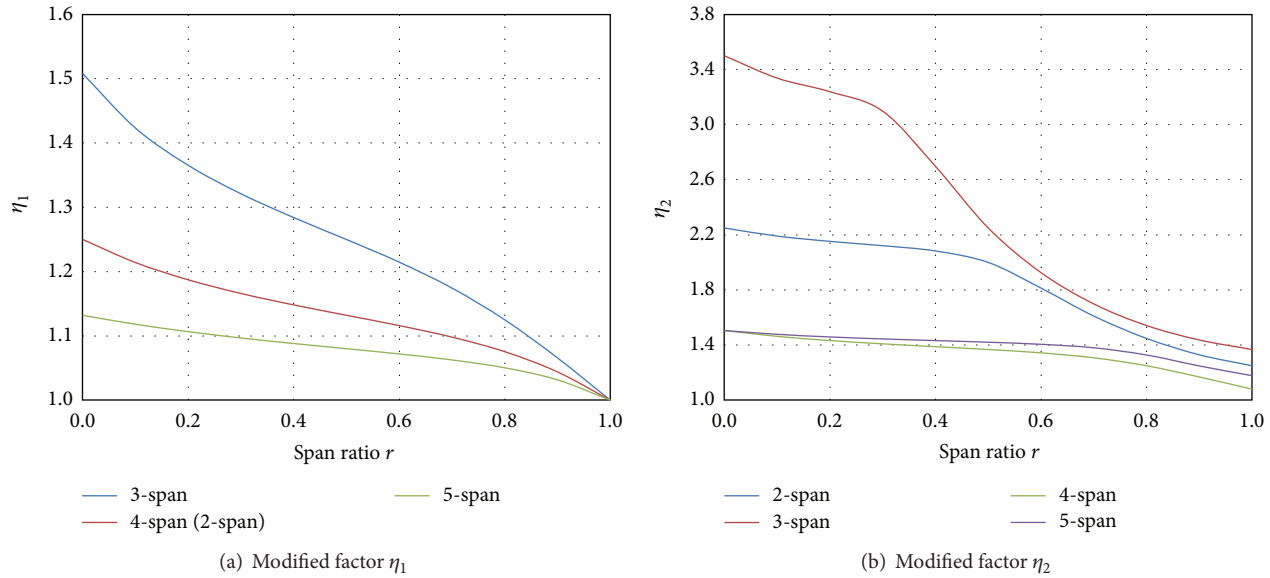 1.6
1.5
1.4
1.3
1.2
1.1
1.0
η1
0.0 0.2 0.4 0.6 0.8 1.0
Span ratio r
3-span
5-span
4-span (2-span)
(a) Modified factor η1
3.8
3.4
3.0
2.6
2.2
1.8
1.4
1.0
η2
0.0 0.2 0.4 0.6 0.8 1.0
Span ratio r
2-span
4-span
3-span
5-span
(b) Modified factor η2